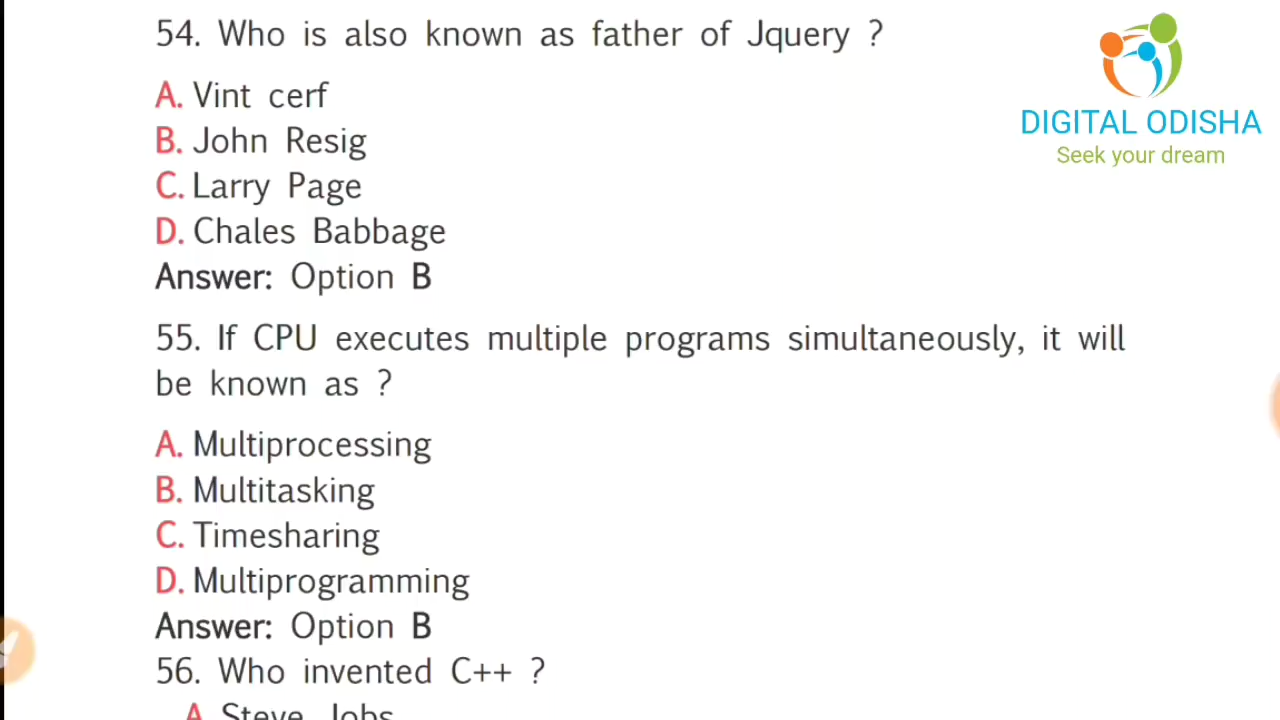 54. Who is also known as father of Jquery ?
A. Vint cerf
B. John Resig
C. Larry Page
D. Chales Babbage
Answer: Option B
DIGITAL ODISHA
Seek your dream
55. If CPU executes multiple programs simultaneously, it will
be known as ?
A. Multiprocessing
B. Multitasking
C. Timesharing
D. Multiprogramming
Answer: Option B
56. Who invented C++ ?
A. Steve Jobs